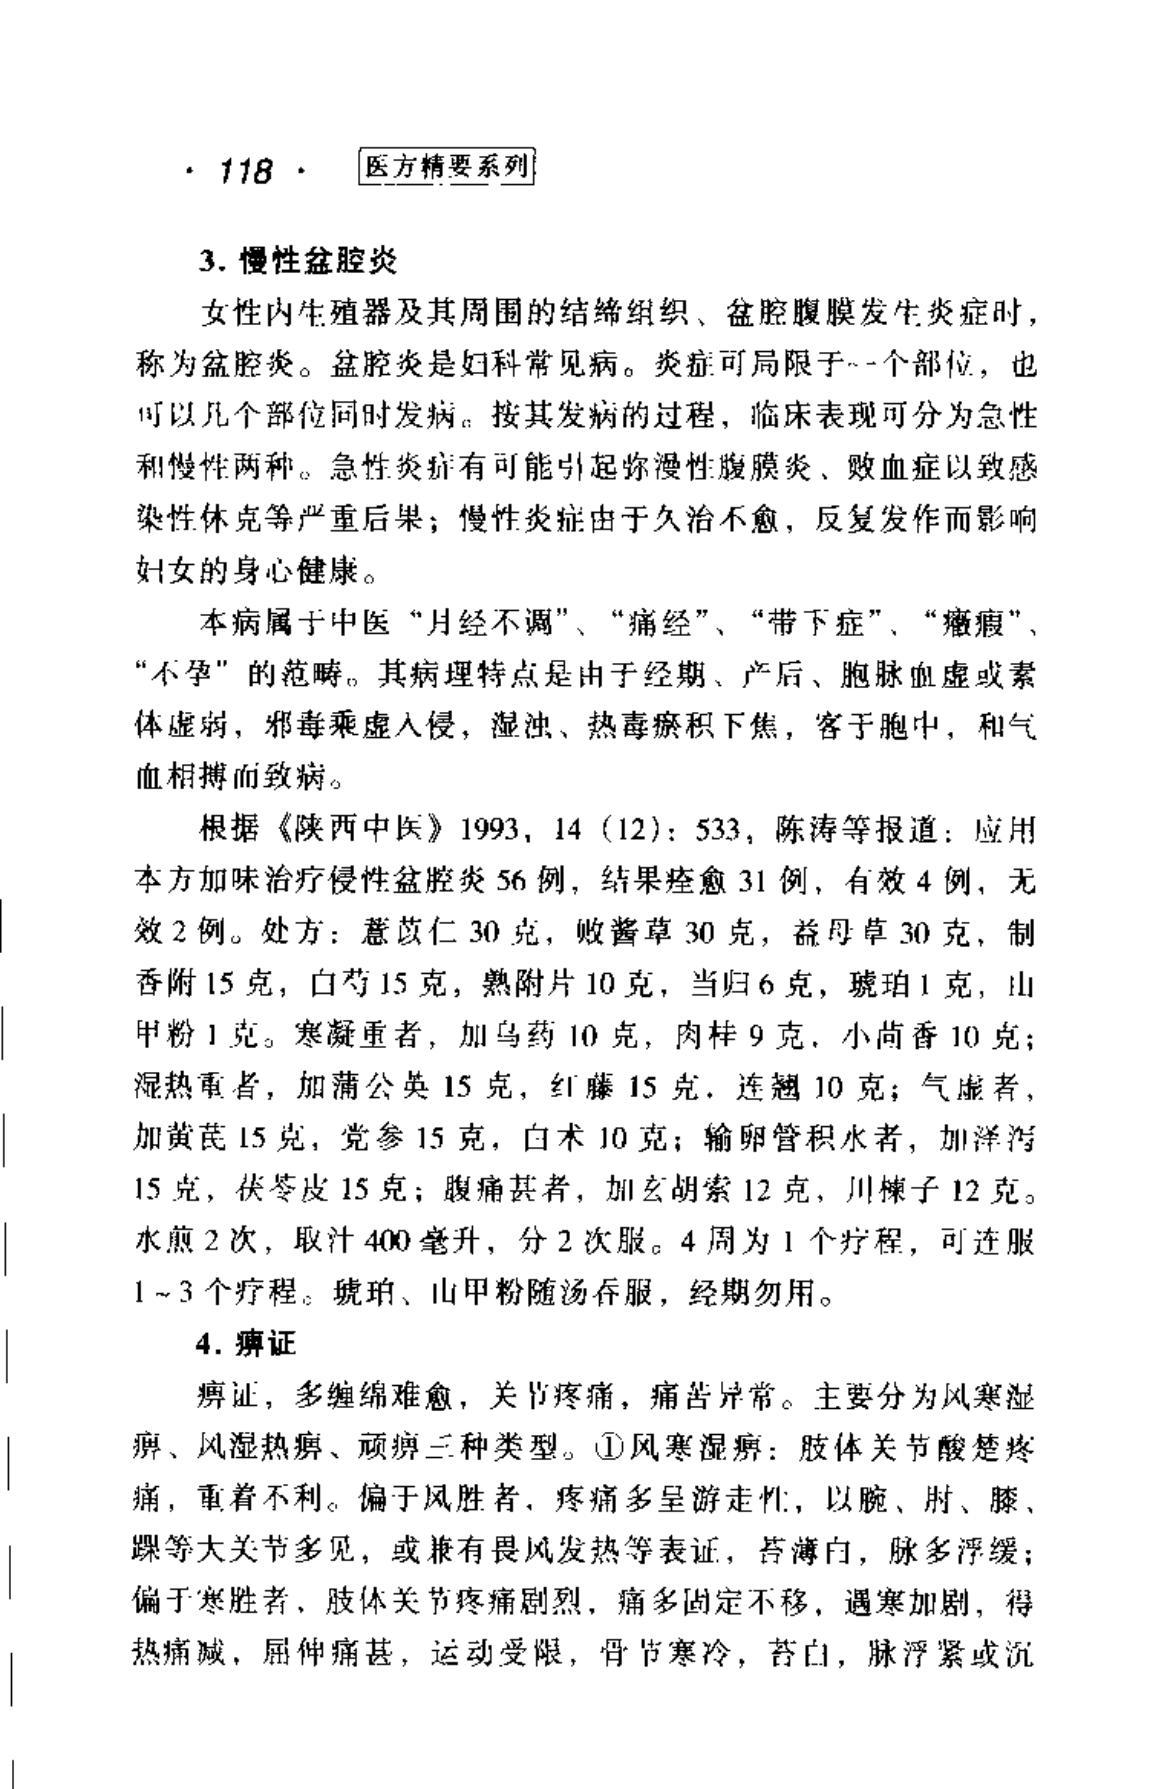 · 118 · 医方精要系列
3. 慢性盆腔炎
女性内生殖器及其周围的结缔组织、盆腔腹膜发生炎症时，
称为盆腔炎。盆腔炎是妇科常见病。炎症可局限于一个部位，也
可以几个部位同时发病。按其发病的过程，临床表现可分为急性
和慢性两种。急性炎症有可能引起弥漫性腹膜炎、败血症以致感
染性休克等严重后果；慢性炎症由于久治不愈，反复发作而影响
妇女的身心健康。
本病属于中医“月经不调”、“痛经”、“带下症”、“癥瘕”、
“不孕”的范畴。其病理特点是由于经期、产后、胞脉血虚或素
体虚弱，邪毒乘虚入侵，湿浊、热毒瘀积下焦，客于胞中，和气
血相搏而致病。
根据《陕西中医》1993，14（12）：533，陈涛等报道：应用
本方加味治疗侵性盆腔炎 56 例，结果痊愈 31 例，有效 4 例，无
效 2 例。处方：薏苡仁 30 克，败酱草 30 克，益母草 30 克，制
香附 15 克，白芍 15 克，熟附片 10 克，当归 6 克，琥珀 1 克，山
甲粉 1 克。寒凝重者，加乌药 10 克，肉桂 9 克，小茴香 10 克；
湿热重者，加蒲公英 15 克，红藤 15 克，连翘 10 克；气虚者，
加黄芪 15 克，党参 15 克，白术 10 克；输卵管积水者，加泽泻
15 克，茯苓皮 15 克；腹痛甚者，加玄胡索 12 克，川楝子 12 克。
水煎 2 次，取汁 400 毫升，分 2 次服。4 周为 1 个疗程，可连服
1～3 个疗程。琥珀、山甲粉随汤吞服，经期勿用。
4. 痹证
痹证，多缠绵难愈，关节疼痛，痛苦异常。主要分为风寒湿
痹、风湿热痹、顽痹三种类型。①风寒湿痹：肢体关节酸楚疼
痛，重着不利。偏于风胜者，疼痛多呈游走性，以腕、肘、膝、
踝等大关节多见，或兼有畏风发热等表证，苔薄白，脉多浮缓；
偏于寒胜者，肢体关节疼痛剧烈，痛多固定不移，遇寒加剧，得
热痛减，屈伸痛甚，运动受限，骨节寒冷，苔白，脉浮紧或沉